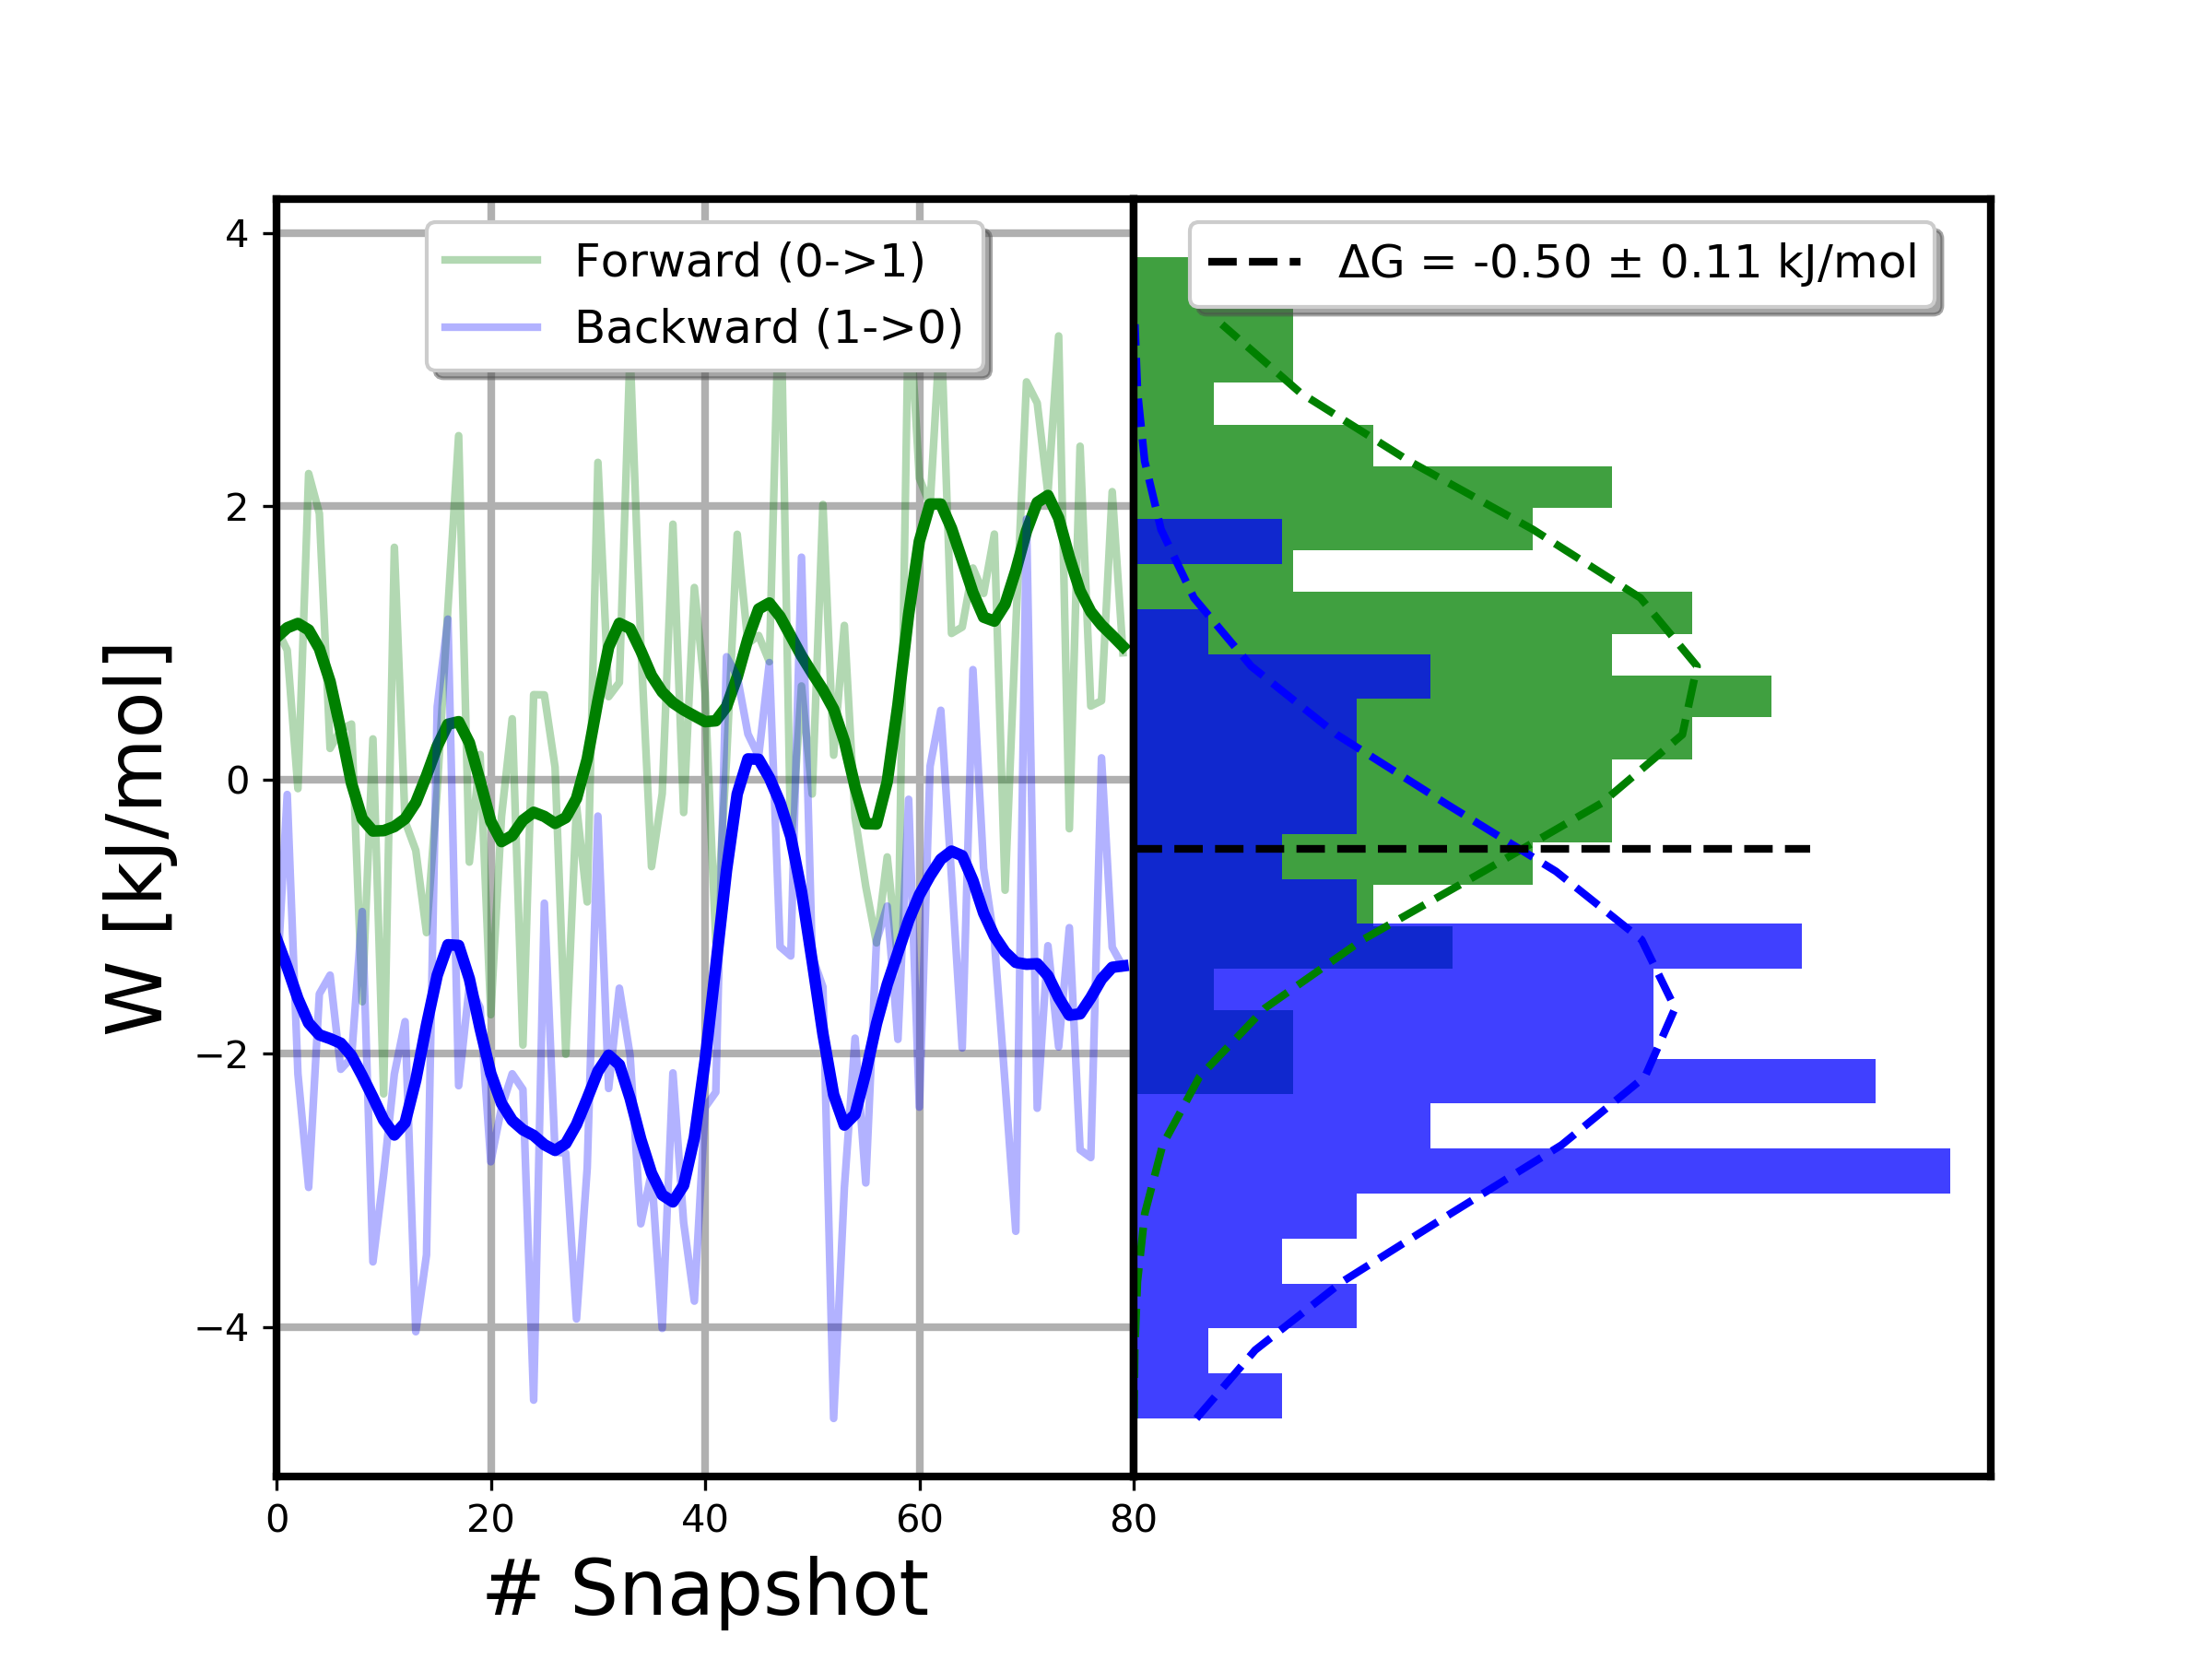 Forward (0->1)
Backward (1->0)
ΔG = -0.50 ± 0.11 kJ/mol
W [kJ/mol]
4
2
0
−2
−4
0 20 40 60 80
# Snapshot